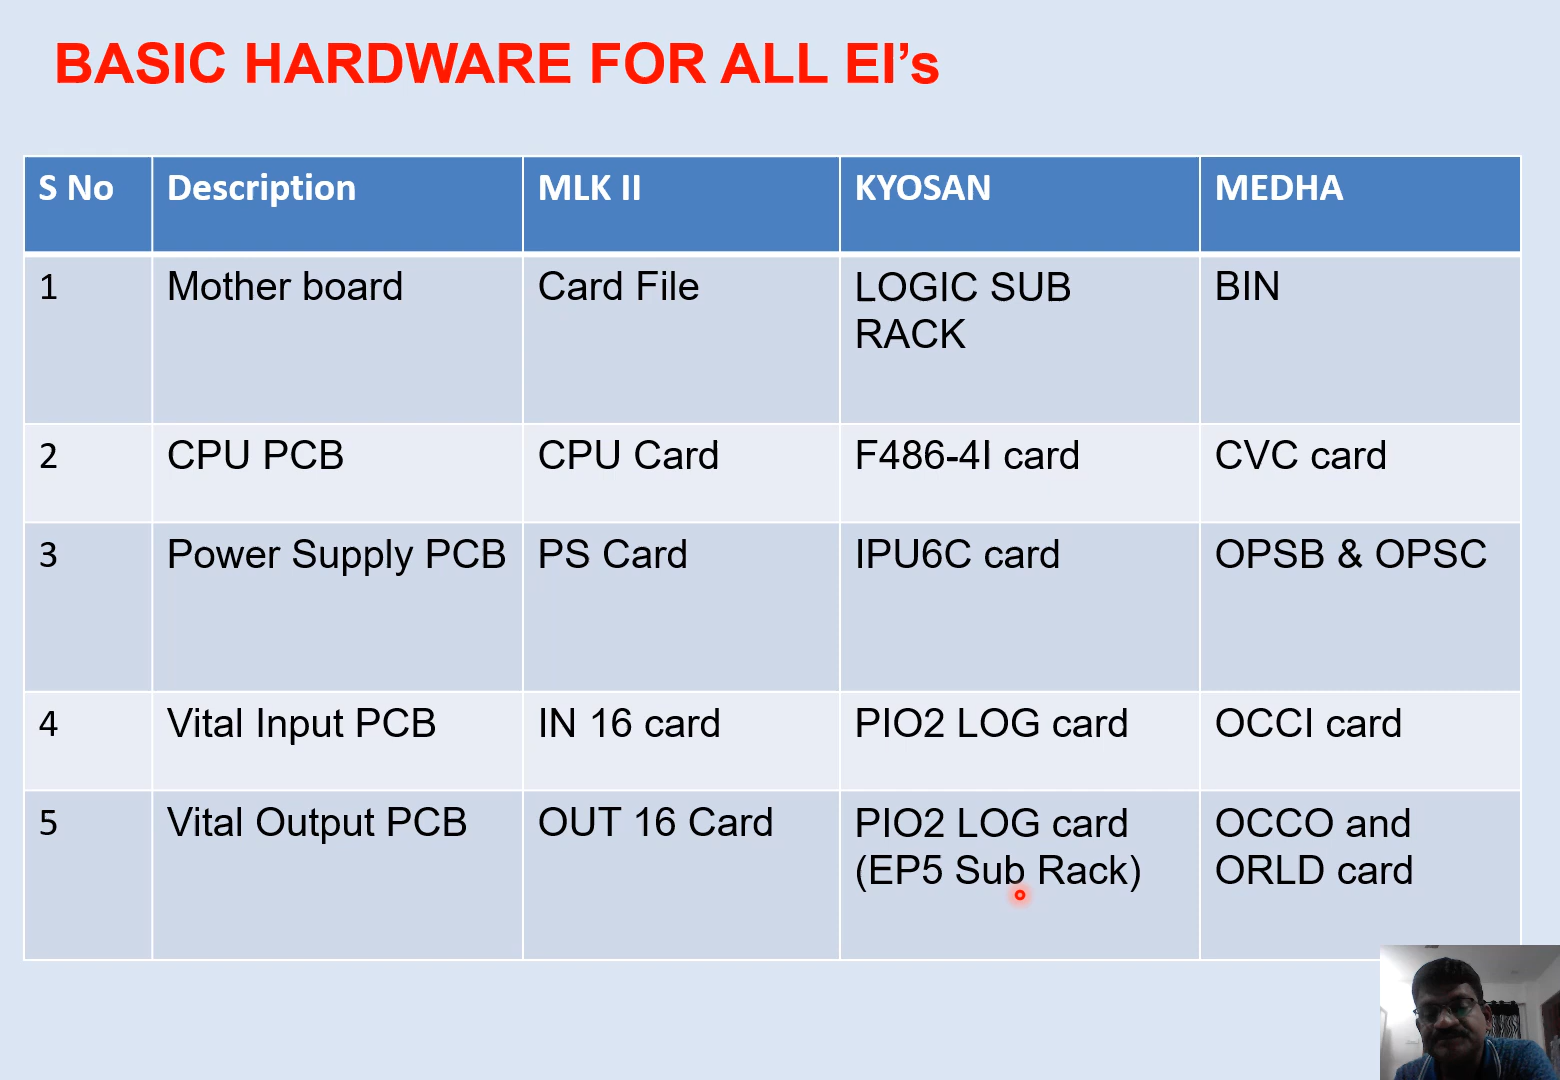 BASIC HARDWARE FOR ALL EI’s
S No Description MLK II KYOSAN MEDHA
1 Mother board Card File LOGIC SUB RACK BIN
2 CPU PCB CPU Card F486-4I card CVC card
3 Power Supply PCB PS Card IPU6C card OPSB & OPSC
4 Vital Input PCB IN 16 card PIO2 LOG card OCCI card
5 Vital Output PCB OUT 16 Card PIO2 LOG card (EP5 Sub Rack) OCCO and ORLD card